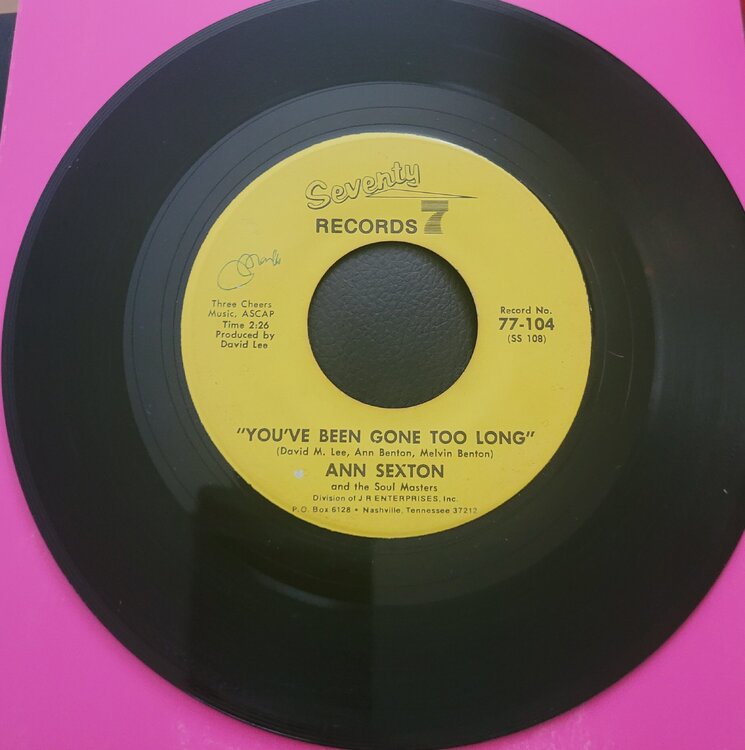 Seventy
RECORDS 7
Three Cheers
Music, ASCAP
Time 2:26
Produced by
David Lee
Record No.
77-104
(SS 108)
"YOU'VE BEEN GONE TOO LONG"
(David M. Lee, Ann Benton, Melvin Benton)
ANN SEXTON
and the Soul Masters
Division of J R ENTERPRISES, Inc.
P.O. Box 6128 • Nashville, Tennessee 37212